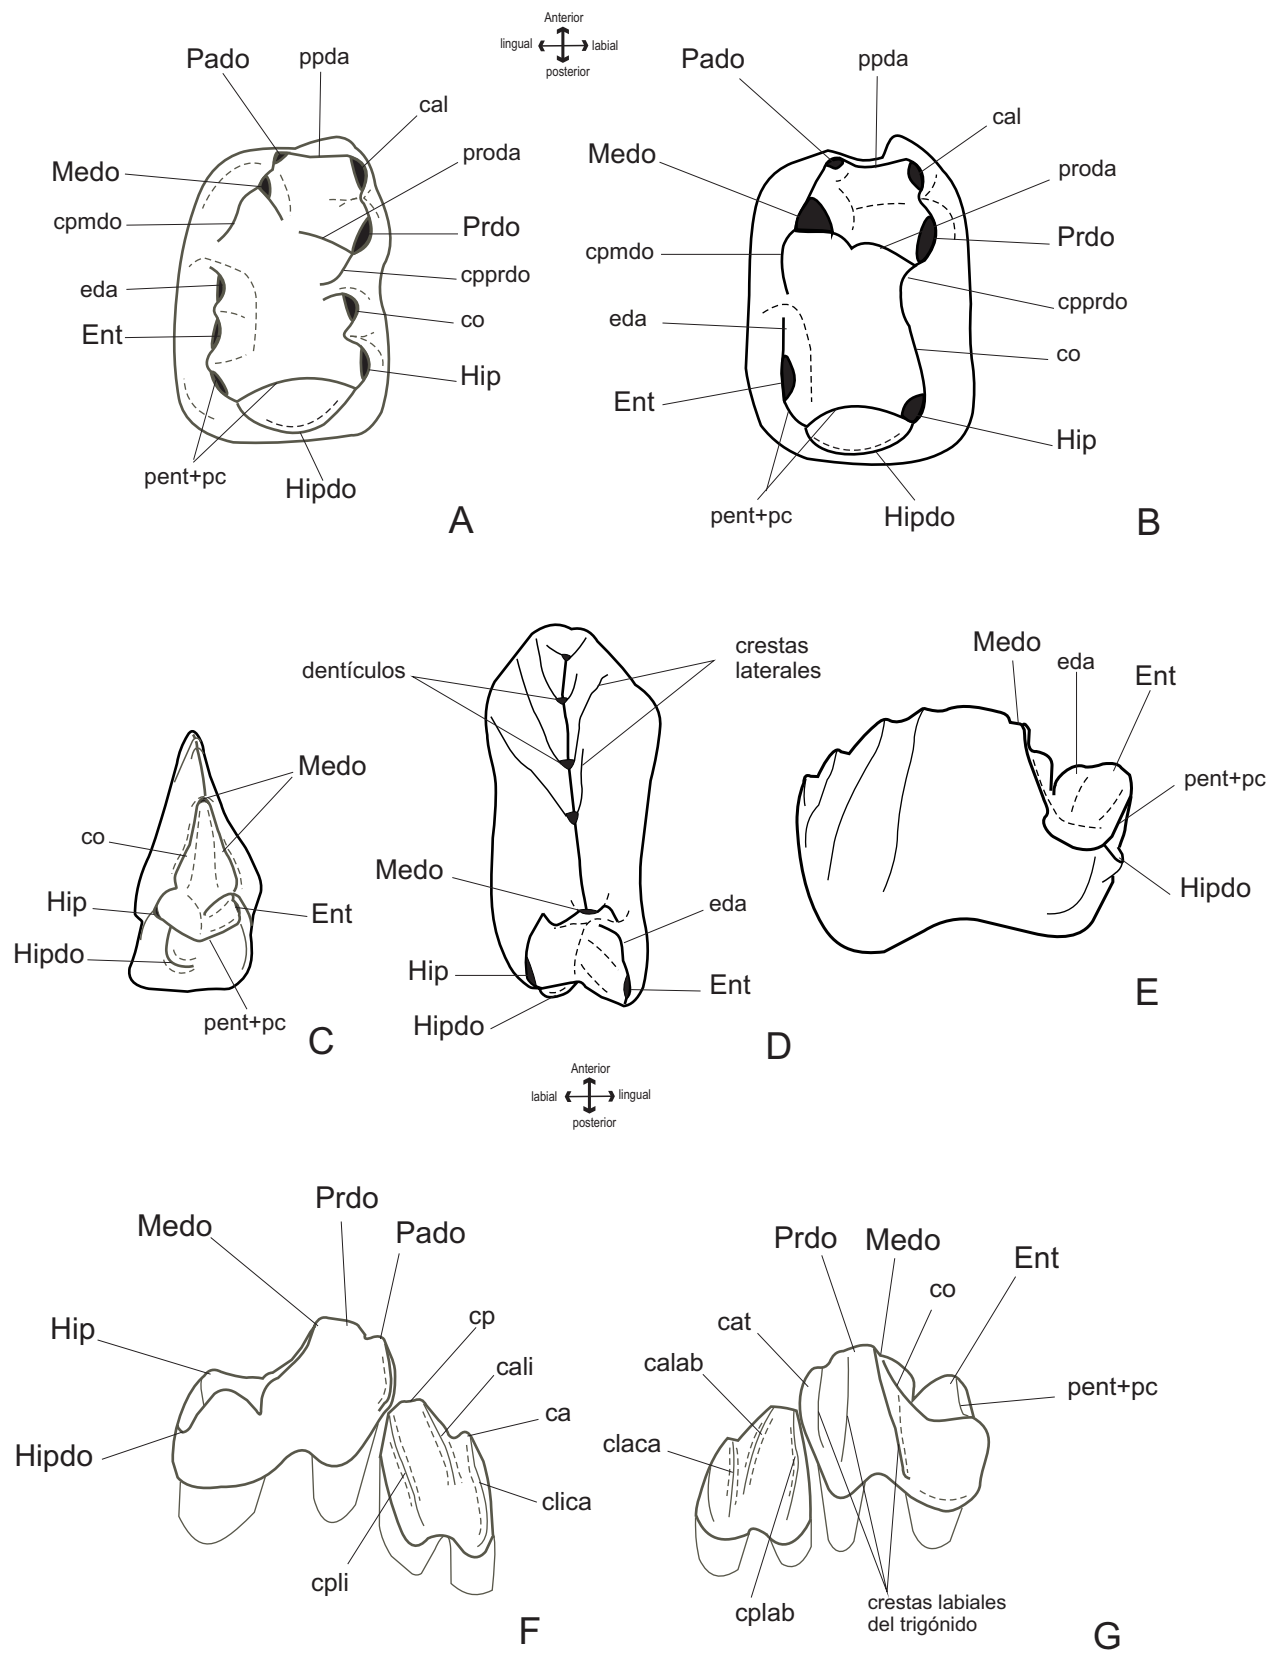 Anterior
lingual
labial
posterior
Pado
ppda
cal
Medo
proda
cpmdo
Prdo
eda
cpprdo
Ent
co
Hip
pent+pc
Hipdo
A
Pado
ppda
cal
Medo
proda
cpmdo
Prdo
eda
cpprdo
co
Ent
Hip
pent+pc
Hipdo
B
Medo
co
Hip
Ent
Hipdo
pent+pc
C
dentículos
crestas
laterales
Medo
eda
Hip
Ent
Hipdo
D
Medo
eda
Ent
pent+pc
Hipdo
E
Anterior
labial
lingual
posterior
Prdo
Medo
Pado
Hip
cp
cali
ca
Hipdo
clica
cpli
F
Prdo
Medo
Ent
co
cat
calab
pent+pc
claca
cplab
crestas labiales
del trigónido
G